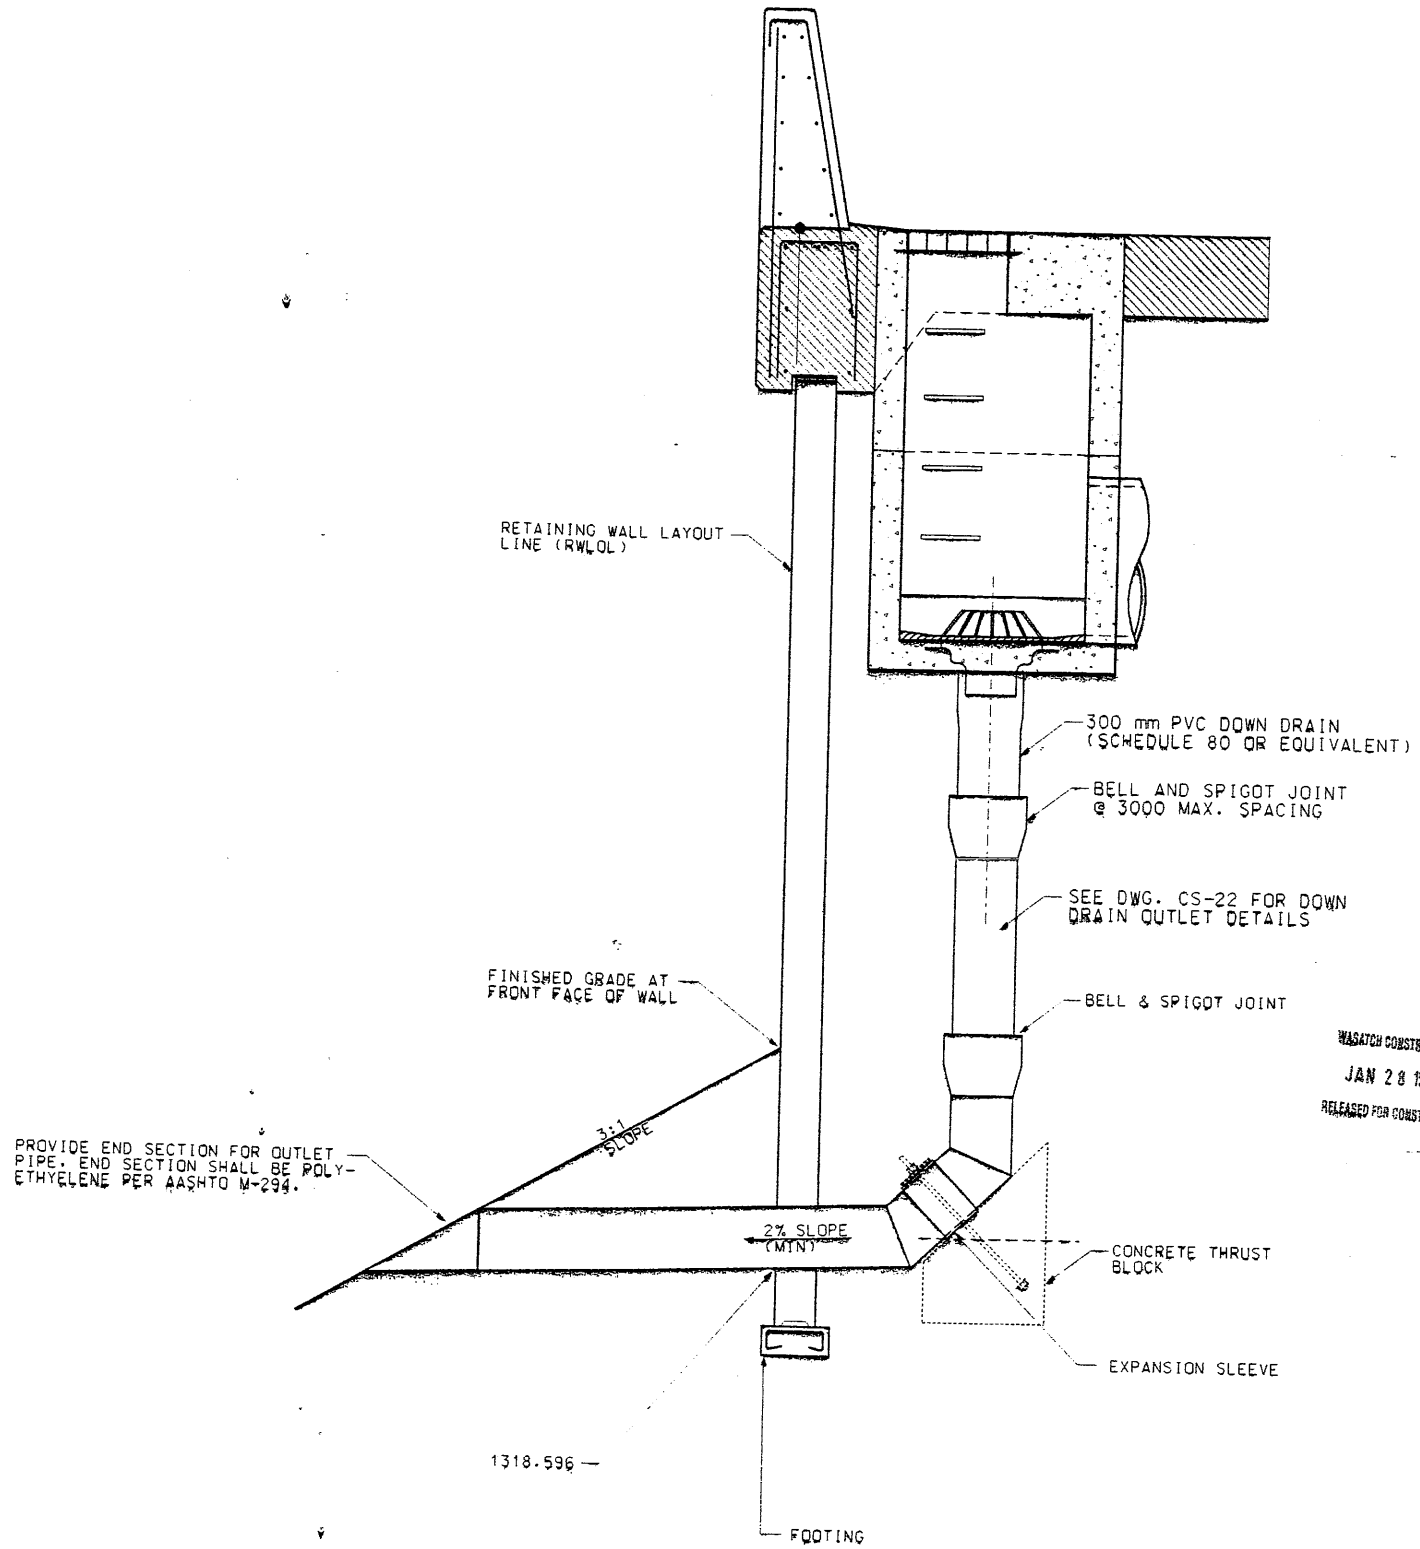 RETAINING WALL LAYOUT
LINE (RWLOL)
300 mm PVC DOWN DRAIN
(SCHEDULE 80 OR EQUIVALENT)
BELL AND SPIGOT JOINT
@ 3000 MAX. SPACING
SEE DWG. CS-22 FOR DOWN
DRAIN OUTLET DETAILS
FINISHED GRADE AT
FRONT FACE OF WALL
BELL & SPIGOT JOINT
WASATCH CONST
JAN 28
RELEASED FOR CONST
3:1
SLOPE
PROVIDE END SECTION FOR OUTLET
PIPE. END SECTION SHALL BE POLY-
ETHYELENE PER AASHTO M-294.
2% SLOPE
(MIN)
CONCRETE THRUST
BLOCK
EXPANSION SLEEVE
1318.596
FOOTING